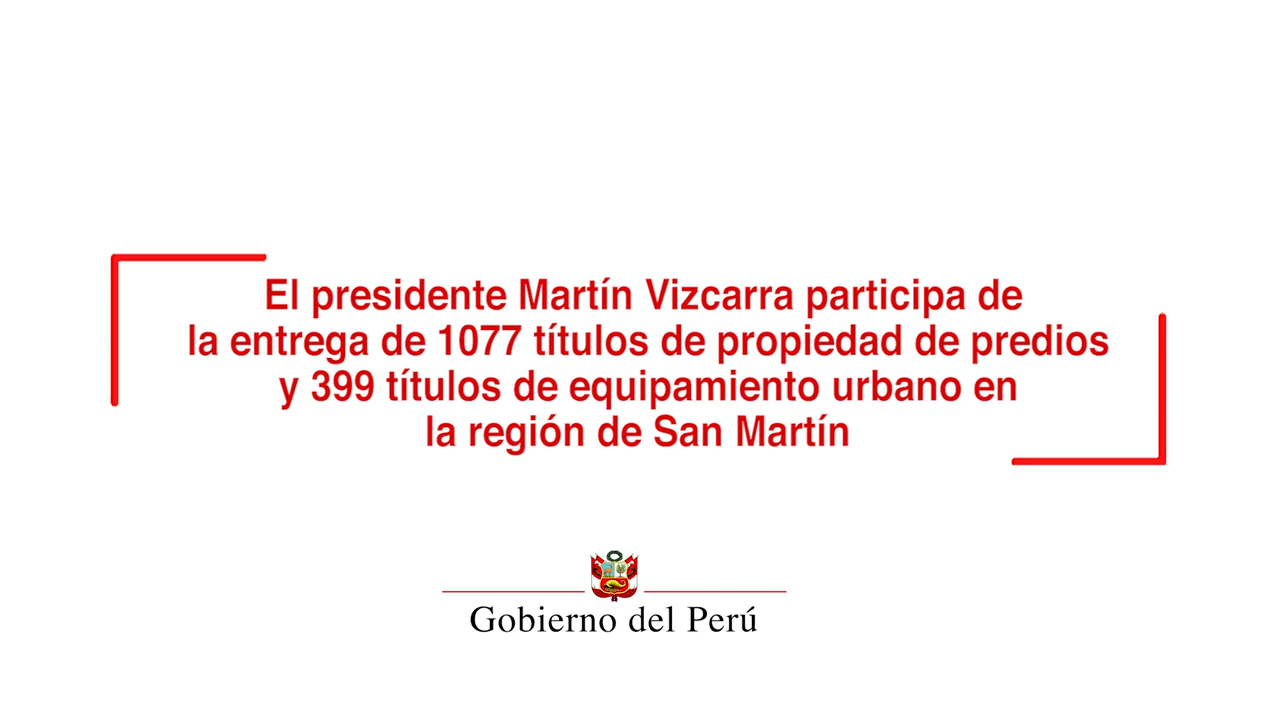 El presidente Martín Vizcarra participa de
la entrega de 1077 títulos de propiedad de predios
y 399 títulos de equipamiento urbano en
la región de San Martín
Gobierno del Perú